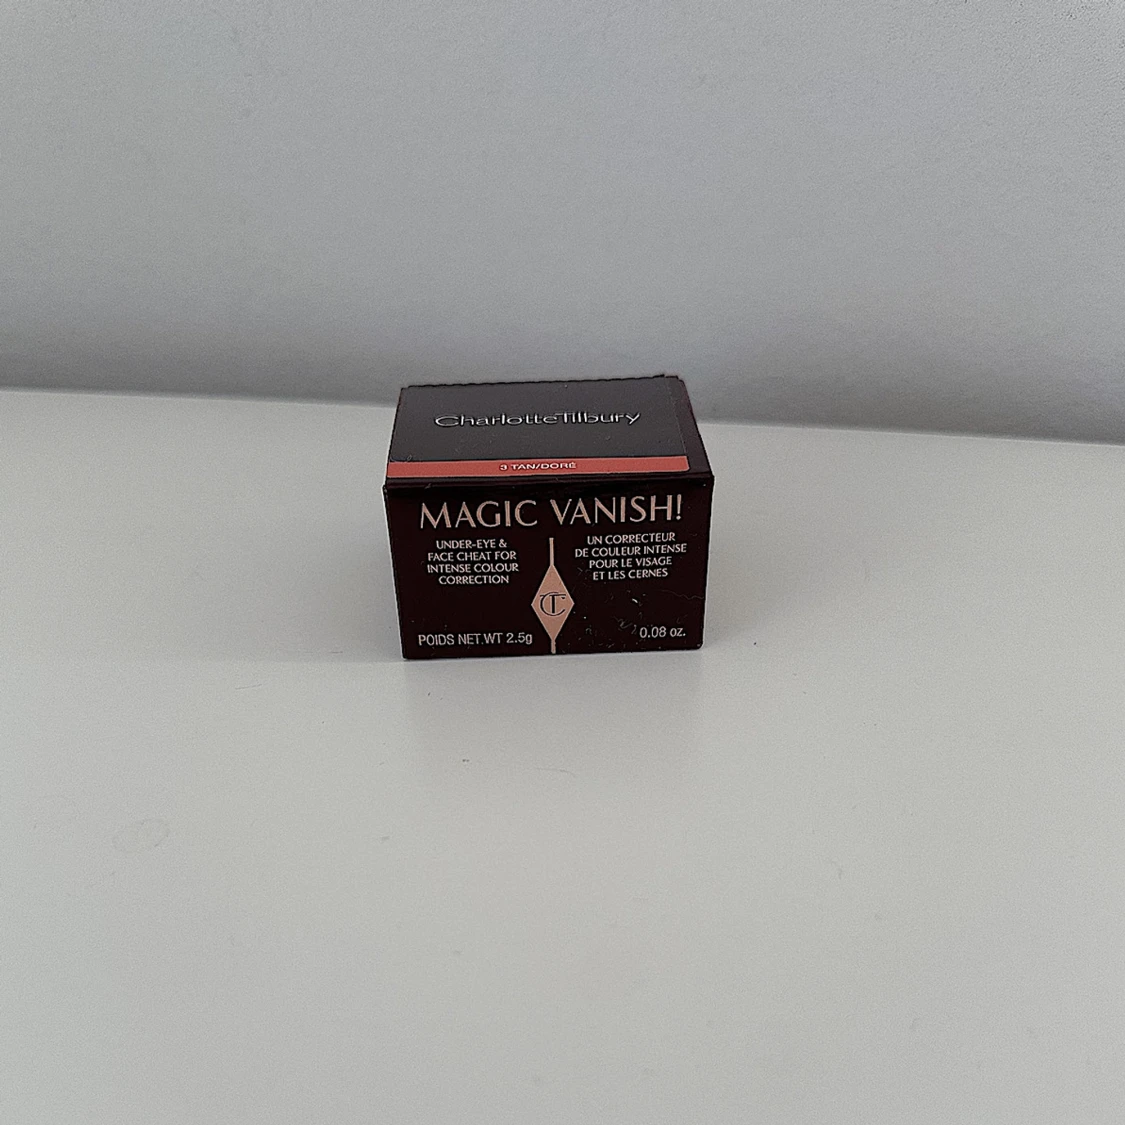 CharlotteTilbury
3 TAN/DORÉ
MAGIC VANISH!
UNDER-EYE &
FACE CHEAT FOR
INTENSE COLOUR
CORRECTION
UN CORRECTEUR
DE COULEUR INTENSE
POUR LE VISAGE
ET LES CERNES
CT
POIDS NET.WT 2.5g
0.08 oz.